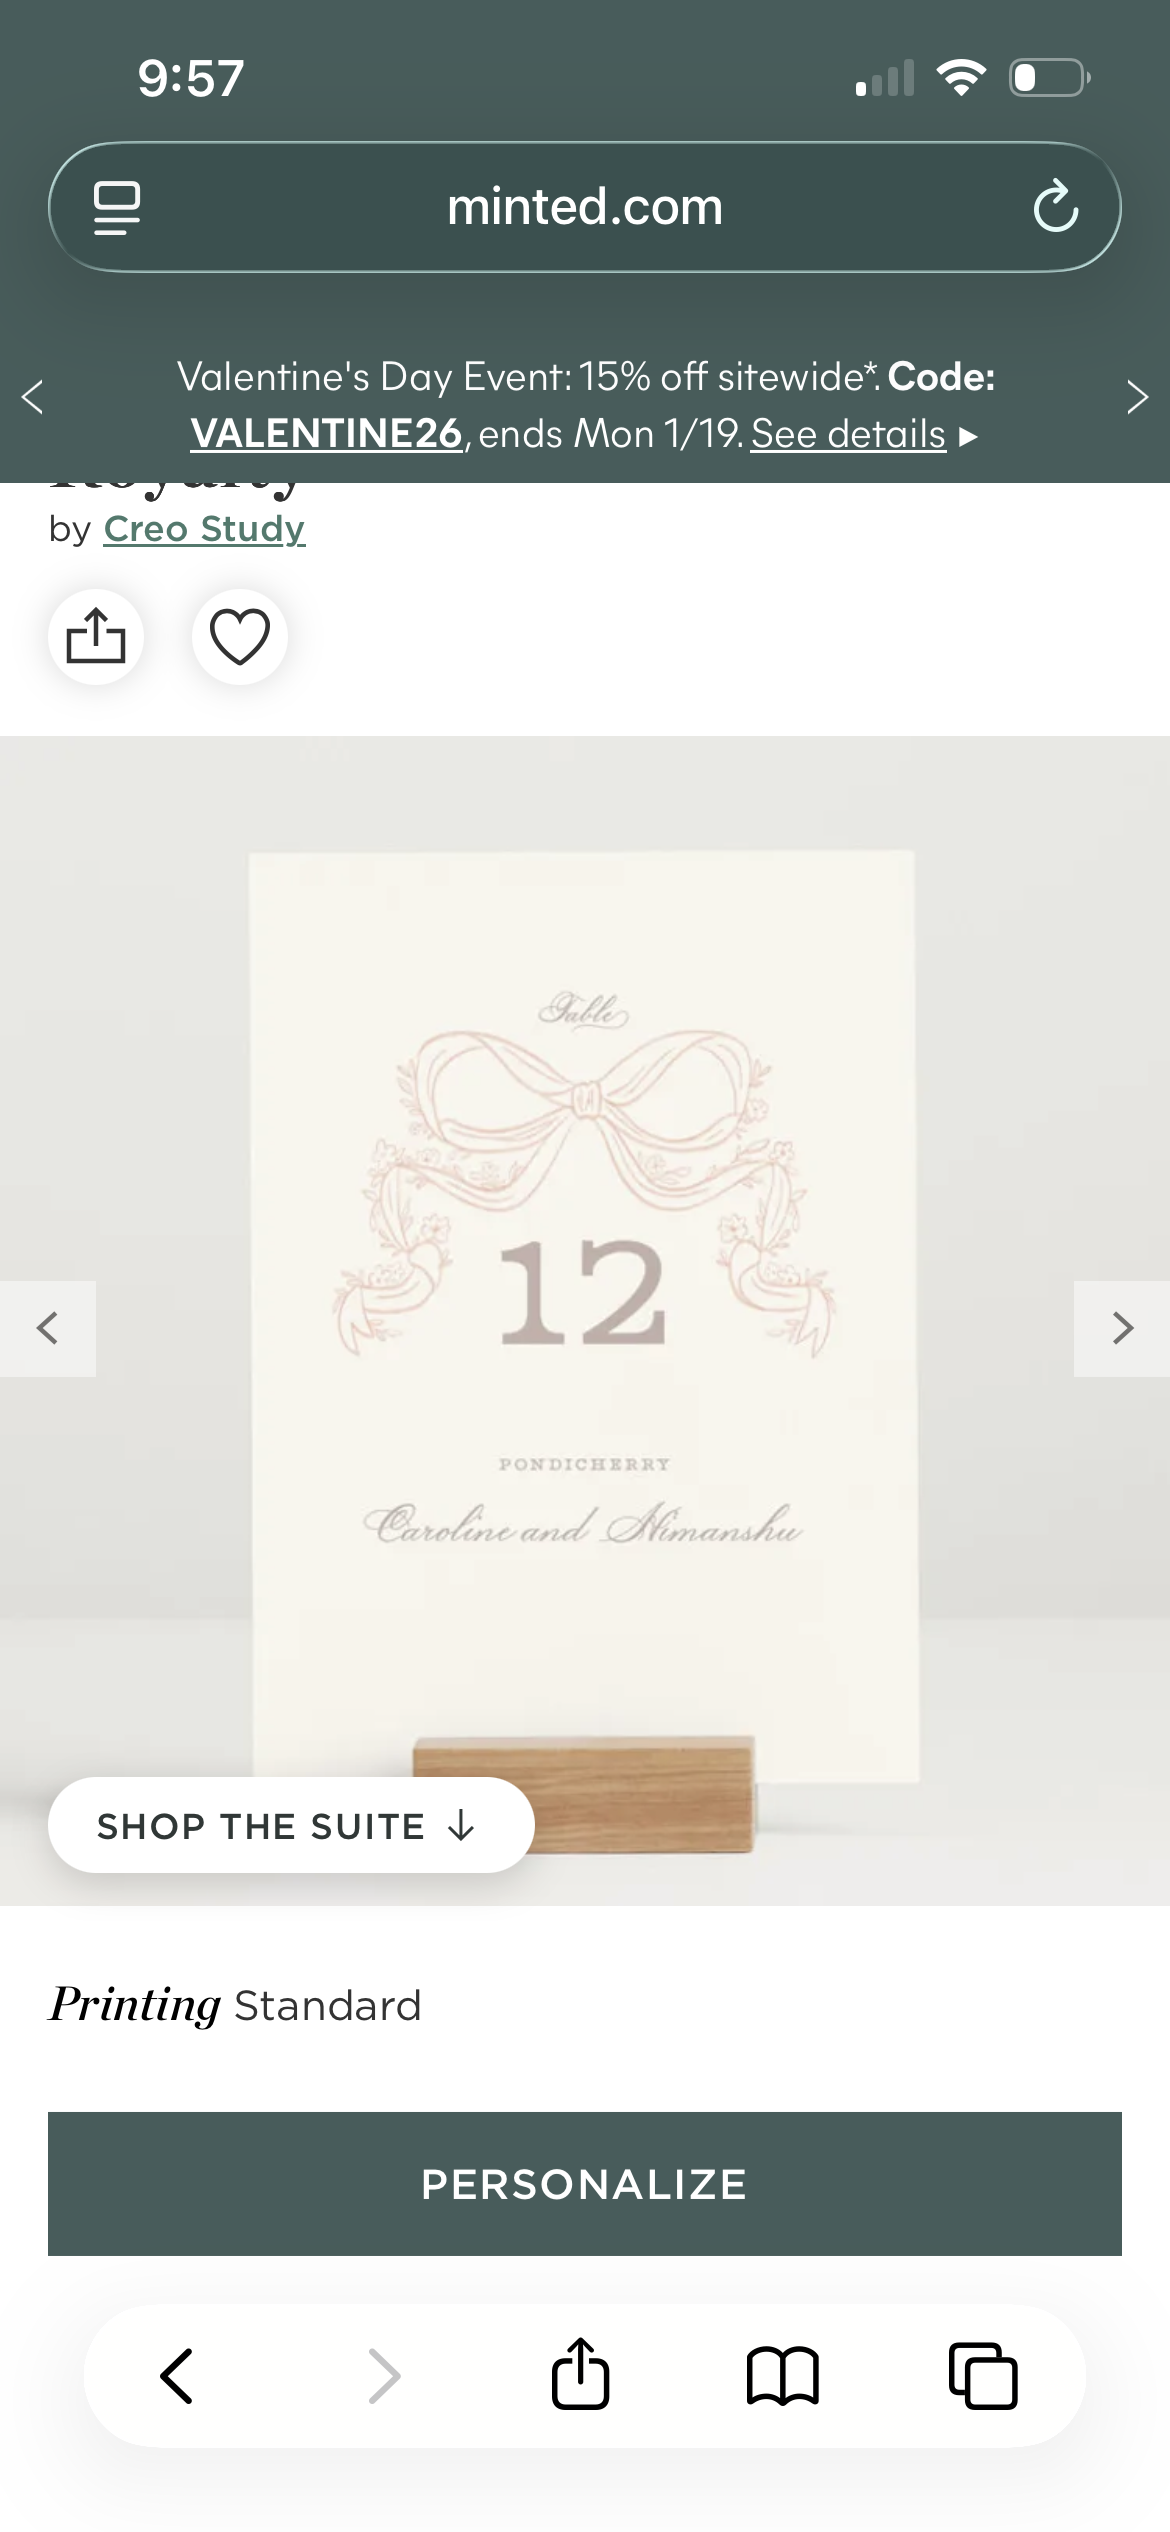 9:57
minted.com
Valentine's Day Event: 15% off sitewide*. Code:
VALENTINE26, ends Mon 1/19. See details ▸
Royalty
by Creo Study
Table
12
PONDICHERRY
Caroline and Himanshu
SHOP THE SUITE ↓
Printing Standard
PERSONALIZE